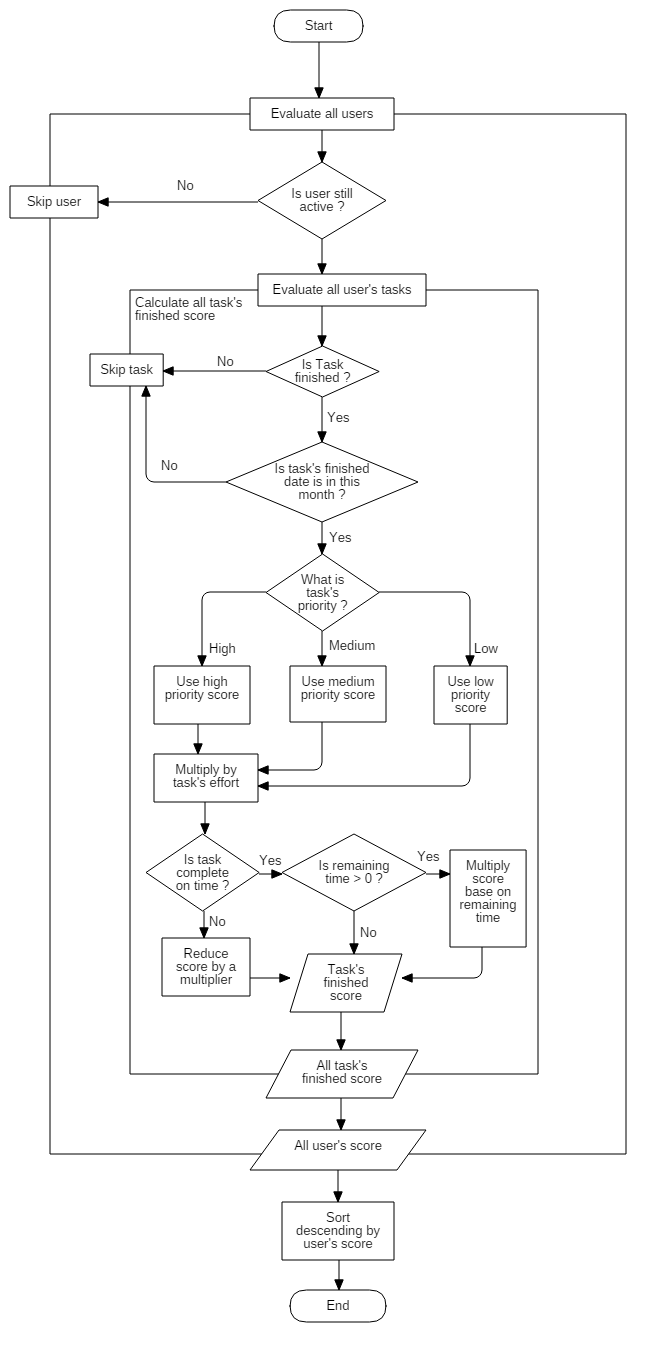 Start
Evaluate all users
Is user still
active ?
No
Skip user
Evaluate all user's tasks
Calculate all task's
finished score
Is Task
finished ?
No
Skip task
Yes
Is task's finished
date is in this
month ?
No
Yes
What is
task's
priority ?
High
Medium
Low
Use high
priority score
Use medium
priority score
Use low
priority
score
Multiply by
task's effort
Is task
complete
on time ?
Yes
Is remaining
time > 0 ?
Yes
Multiply
score
base on
remaining
time
No
No
Reduce
score by a
multiplier
Task's
finished
score
All task's
finished score
All user's score
Sort
descending by
user's score
End